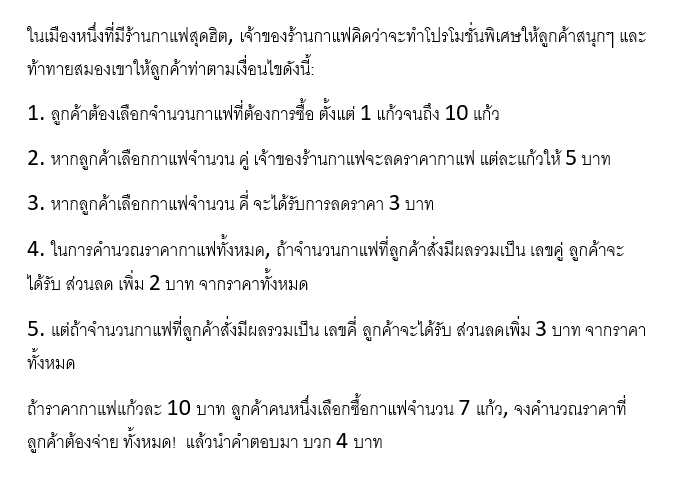 ในเมืองหนึ่งที่มีร้านกาแฟสุดฮิต, เจ้าของร้านกาแฟคิดว่าจะทำโปรโมชั่นพิเศษให้ลูกค้าสนุกๆ และ
ท้าทายสมองเขาให้ลูกค้าท่าตามเงื่อนไขดังนี้:
1. ลูกค้าต้องเลือกจำนวนกาแฟที่ต้องการซื้อ ตั้งแต่ 1 แก้วจนถึง 10 แก้ว
2. หากลูกค้าเลือกกาแฟจำนวน คู่ เจ้าของร้านกาแฟจะลดราคากาแฟ แต่ละแก้วให้ 5 บาท
3. หากลูกค้าเลือกกาแฟจำนวน คี่ จะได้รับการลดราคา 3 บาท
4. ในการคำนวณราคากาแฟทั้งหมด, ถ้าจำนวนกาแฟที่ลูกค้าสั่งมีผลรวมเป็น เลขคู่ ลูกค้าจะ
ได้รับ ส่วนลด เพิ่ม 2 บาท จากราคาทั้งหมด
5. แต่ถ้าจำนวนกาแฟที่ลูกค้าสั่งมีผลรวมเป็น เลขคี่ ลูกค้าจะได้รับ ส่วนลดเพิ่ม 3 บาท จากราคา
ทั้งหมด
ถ้าราคากาแฟแก้วละ 10 บาท ลูกค้าคนหนึ่งเลือกซื้อกาแฟจำนวน 7 แก้ว, จงคำนวณราคาที่
ลูกค้าต้องจ่าย ทั้งหมด! แล้วนำคำตอบมา บวก 4 บาท